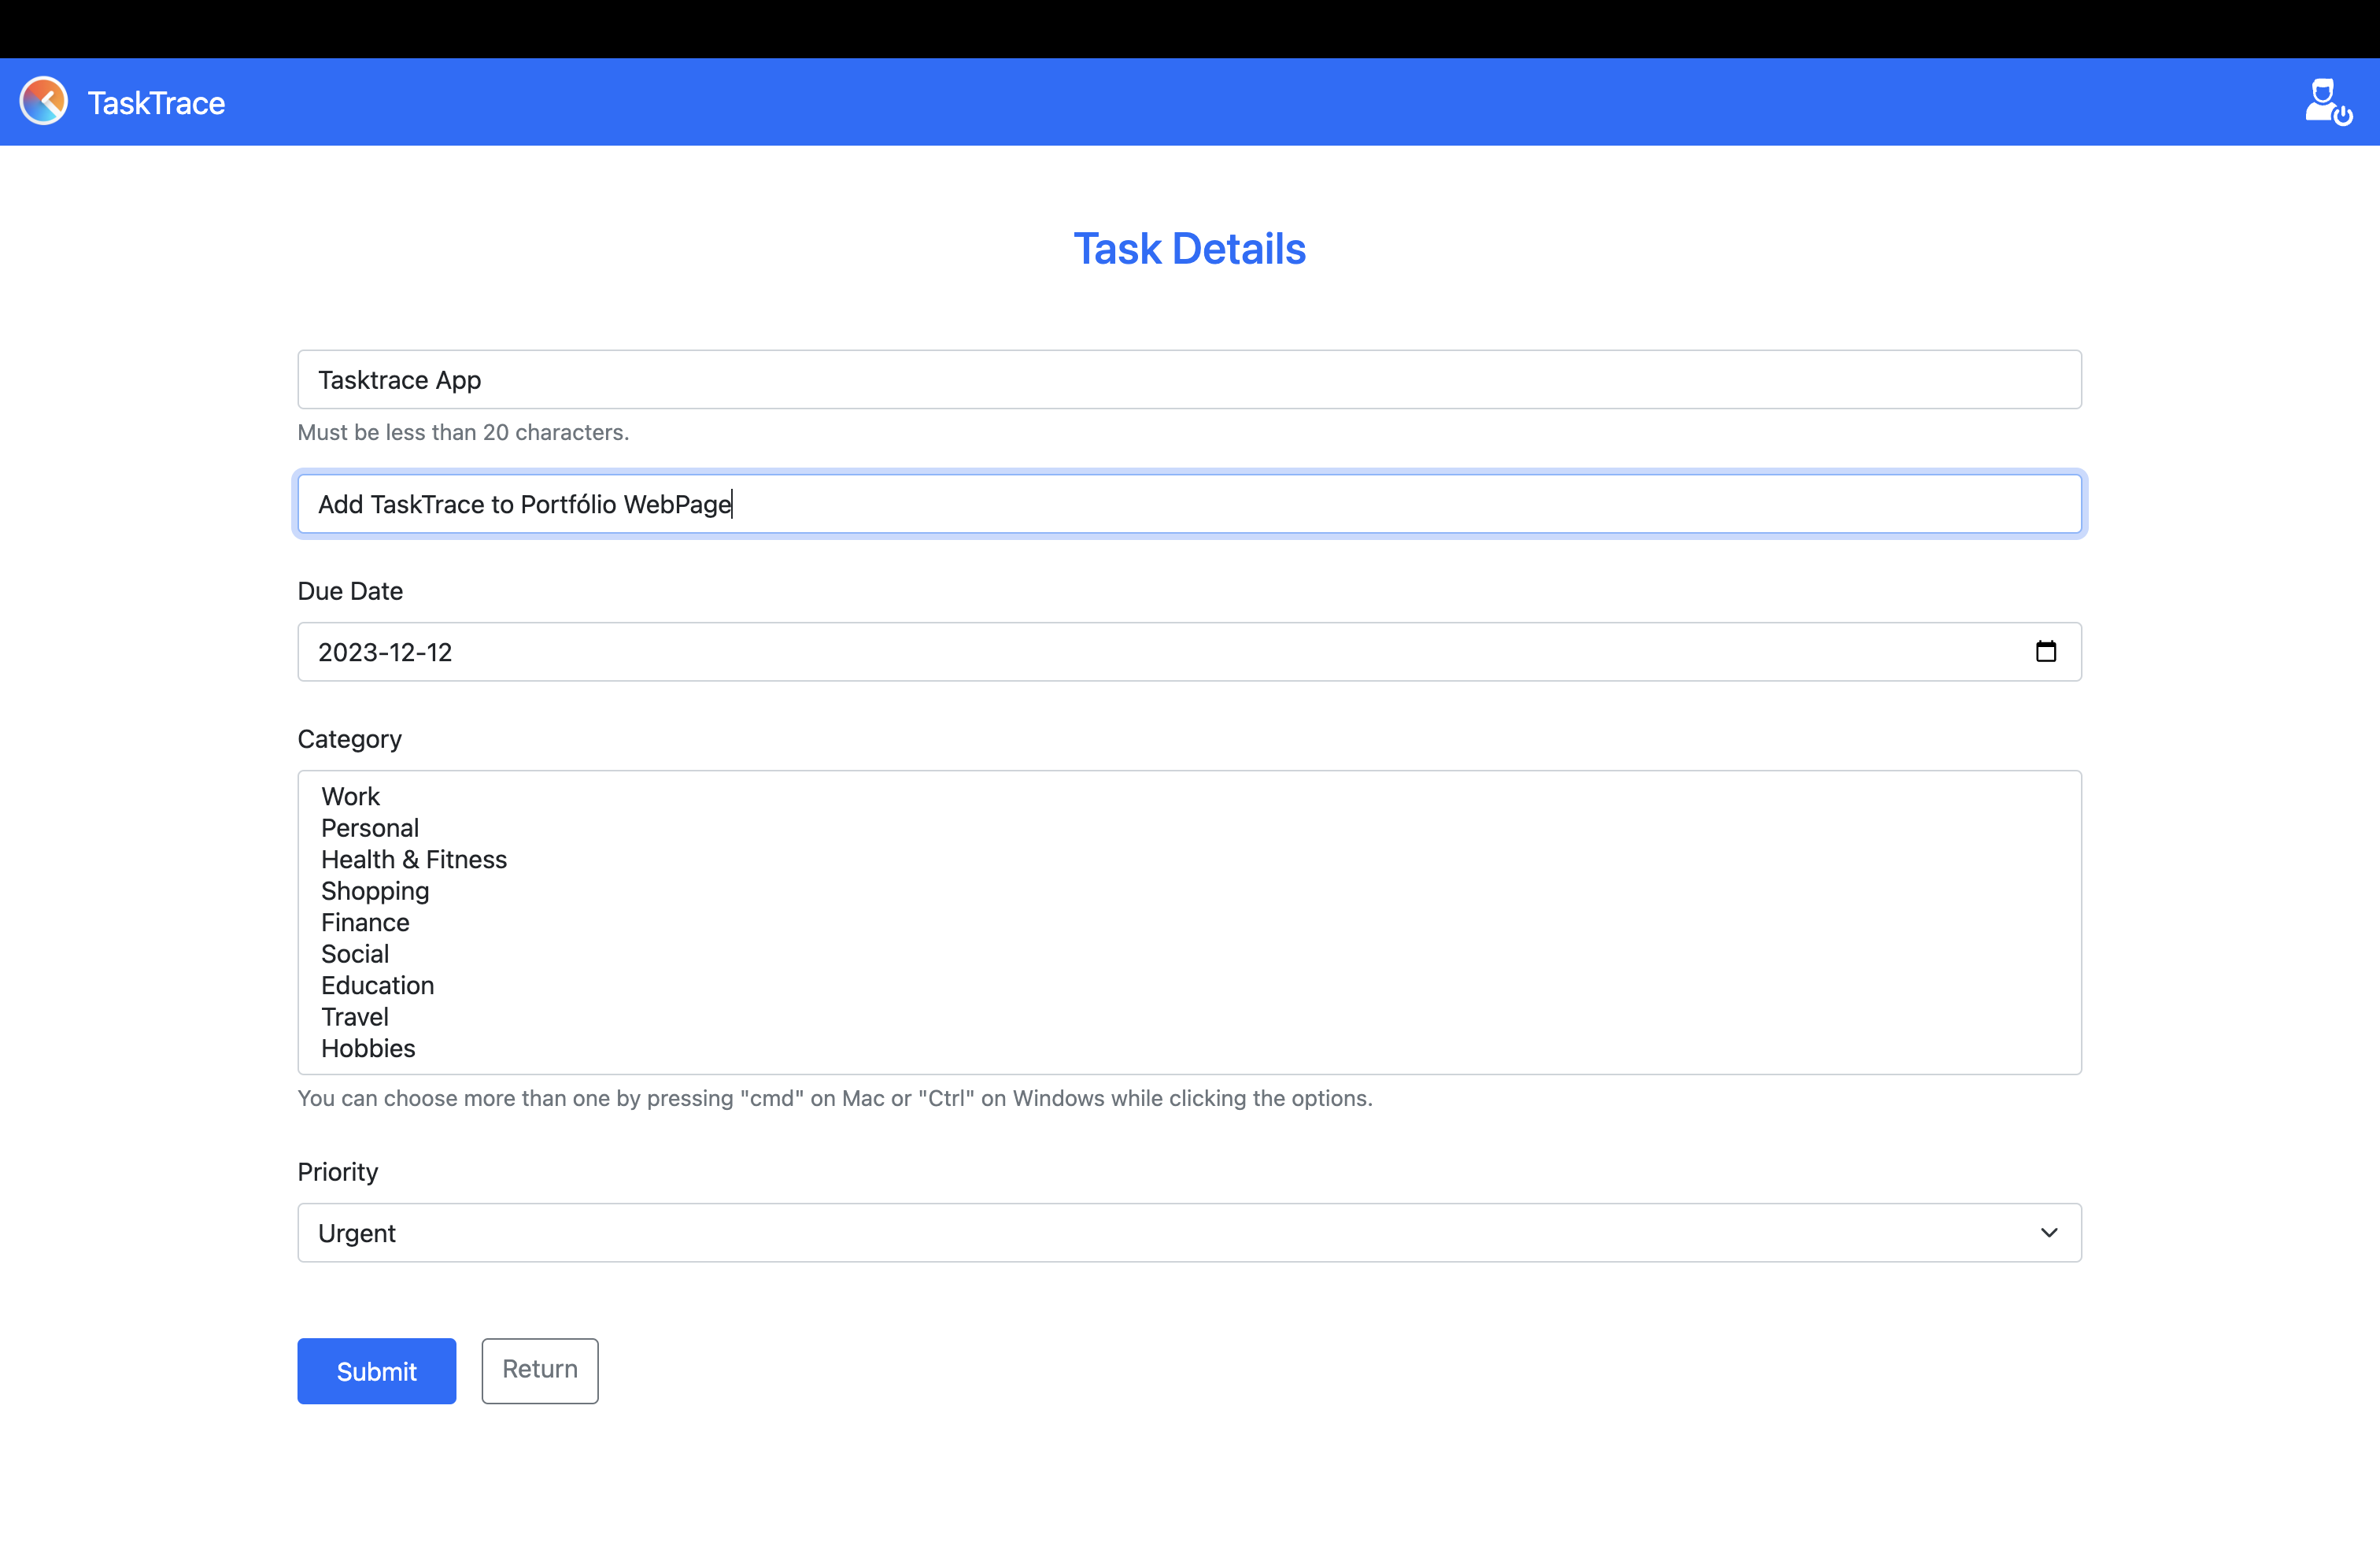 TaskTrace
Task Details
Tasktrace App
Must be less than 20 characters.
Add TaskTrace to Portfólio WebPage
Due Date
2023-12-12
Category
Work
Personal
Health & Fitness
Shopping
Finance
Social
Education
Travel
Hobbies
You can choose more than one by pressing "cmd" on Mac or "Ctrl" on Windows while clicking the options.
Priority
Urgent
Submit
Return